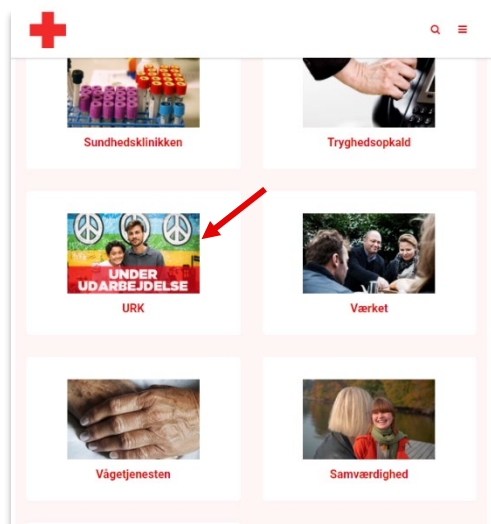 Sundhedsklinikken
Tryghedsopkald
UNDER
UDARBEJDELSE
URK
Værket
Vågetjenesten
Samværdighed